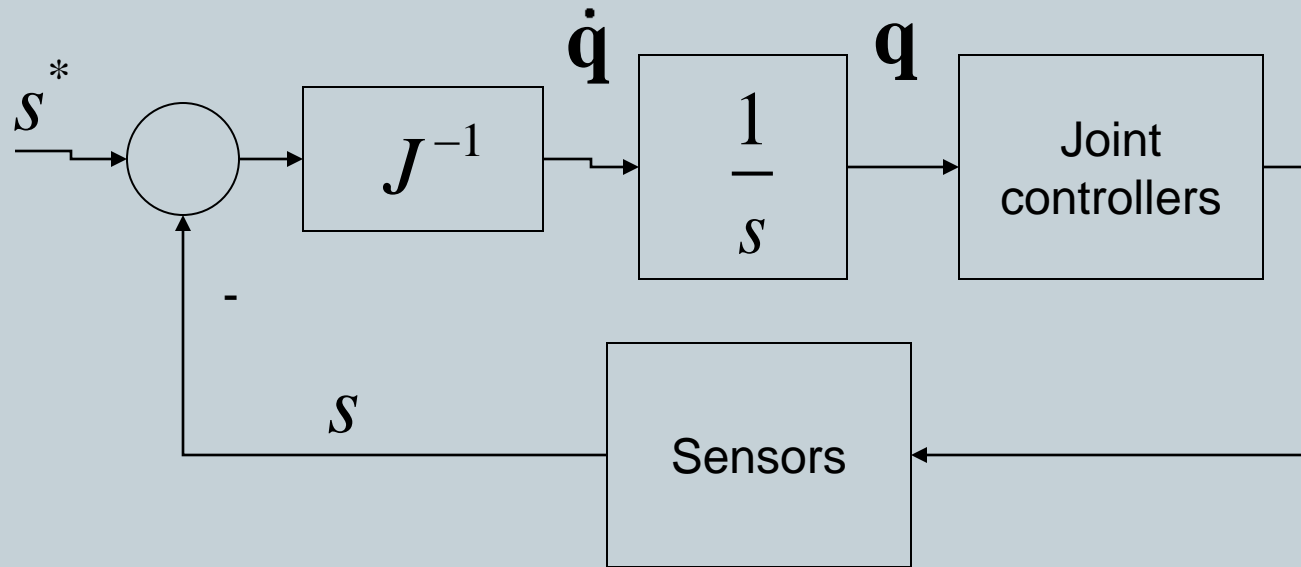 s*
J⁻¹
q̇
1
s
q
Joint
controllers
-
s
Sensors